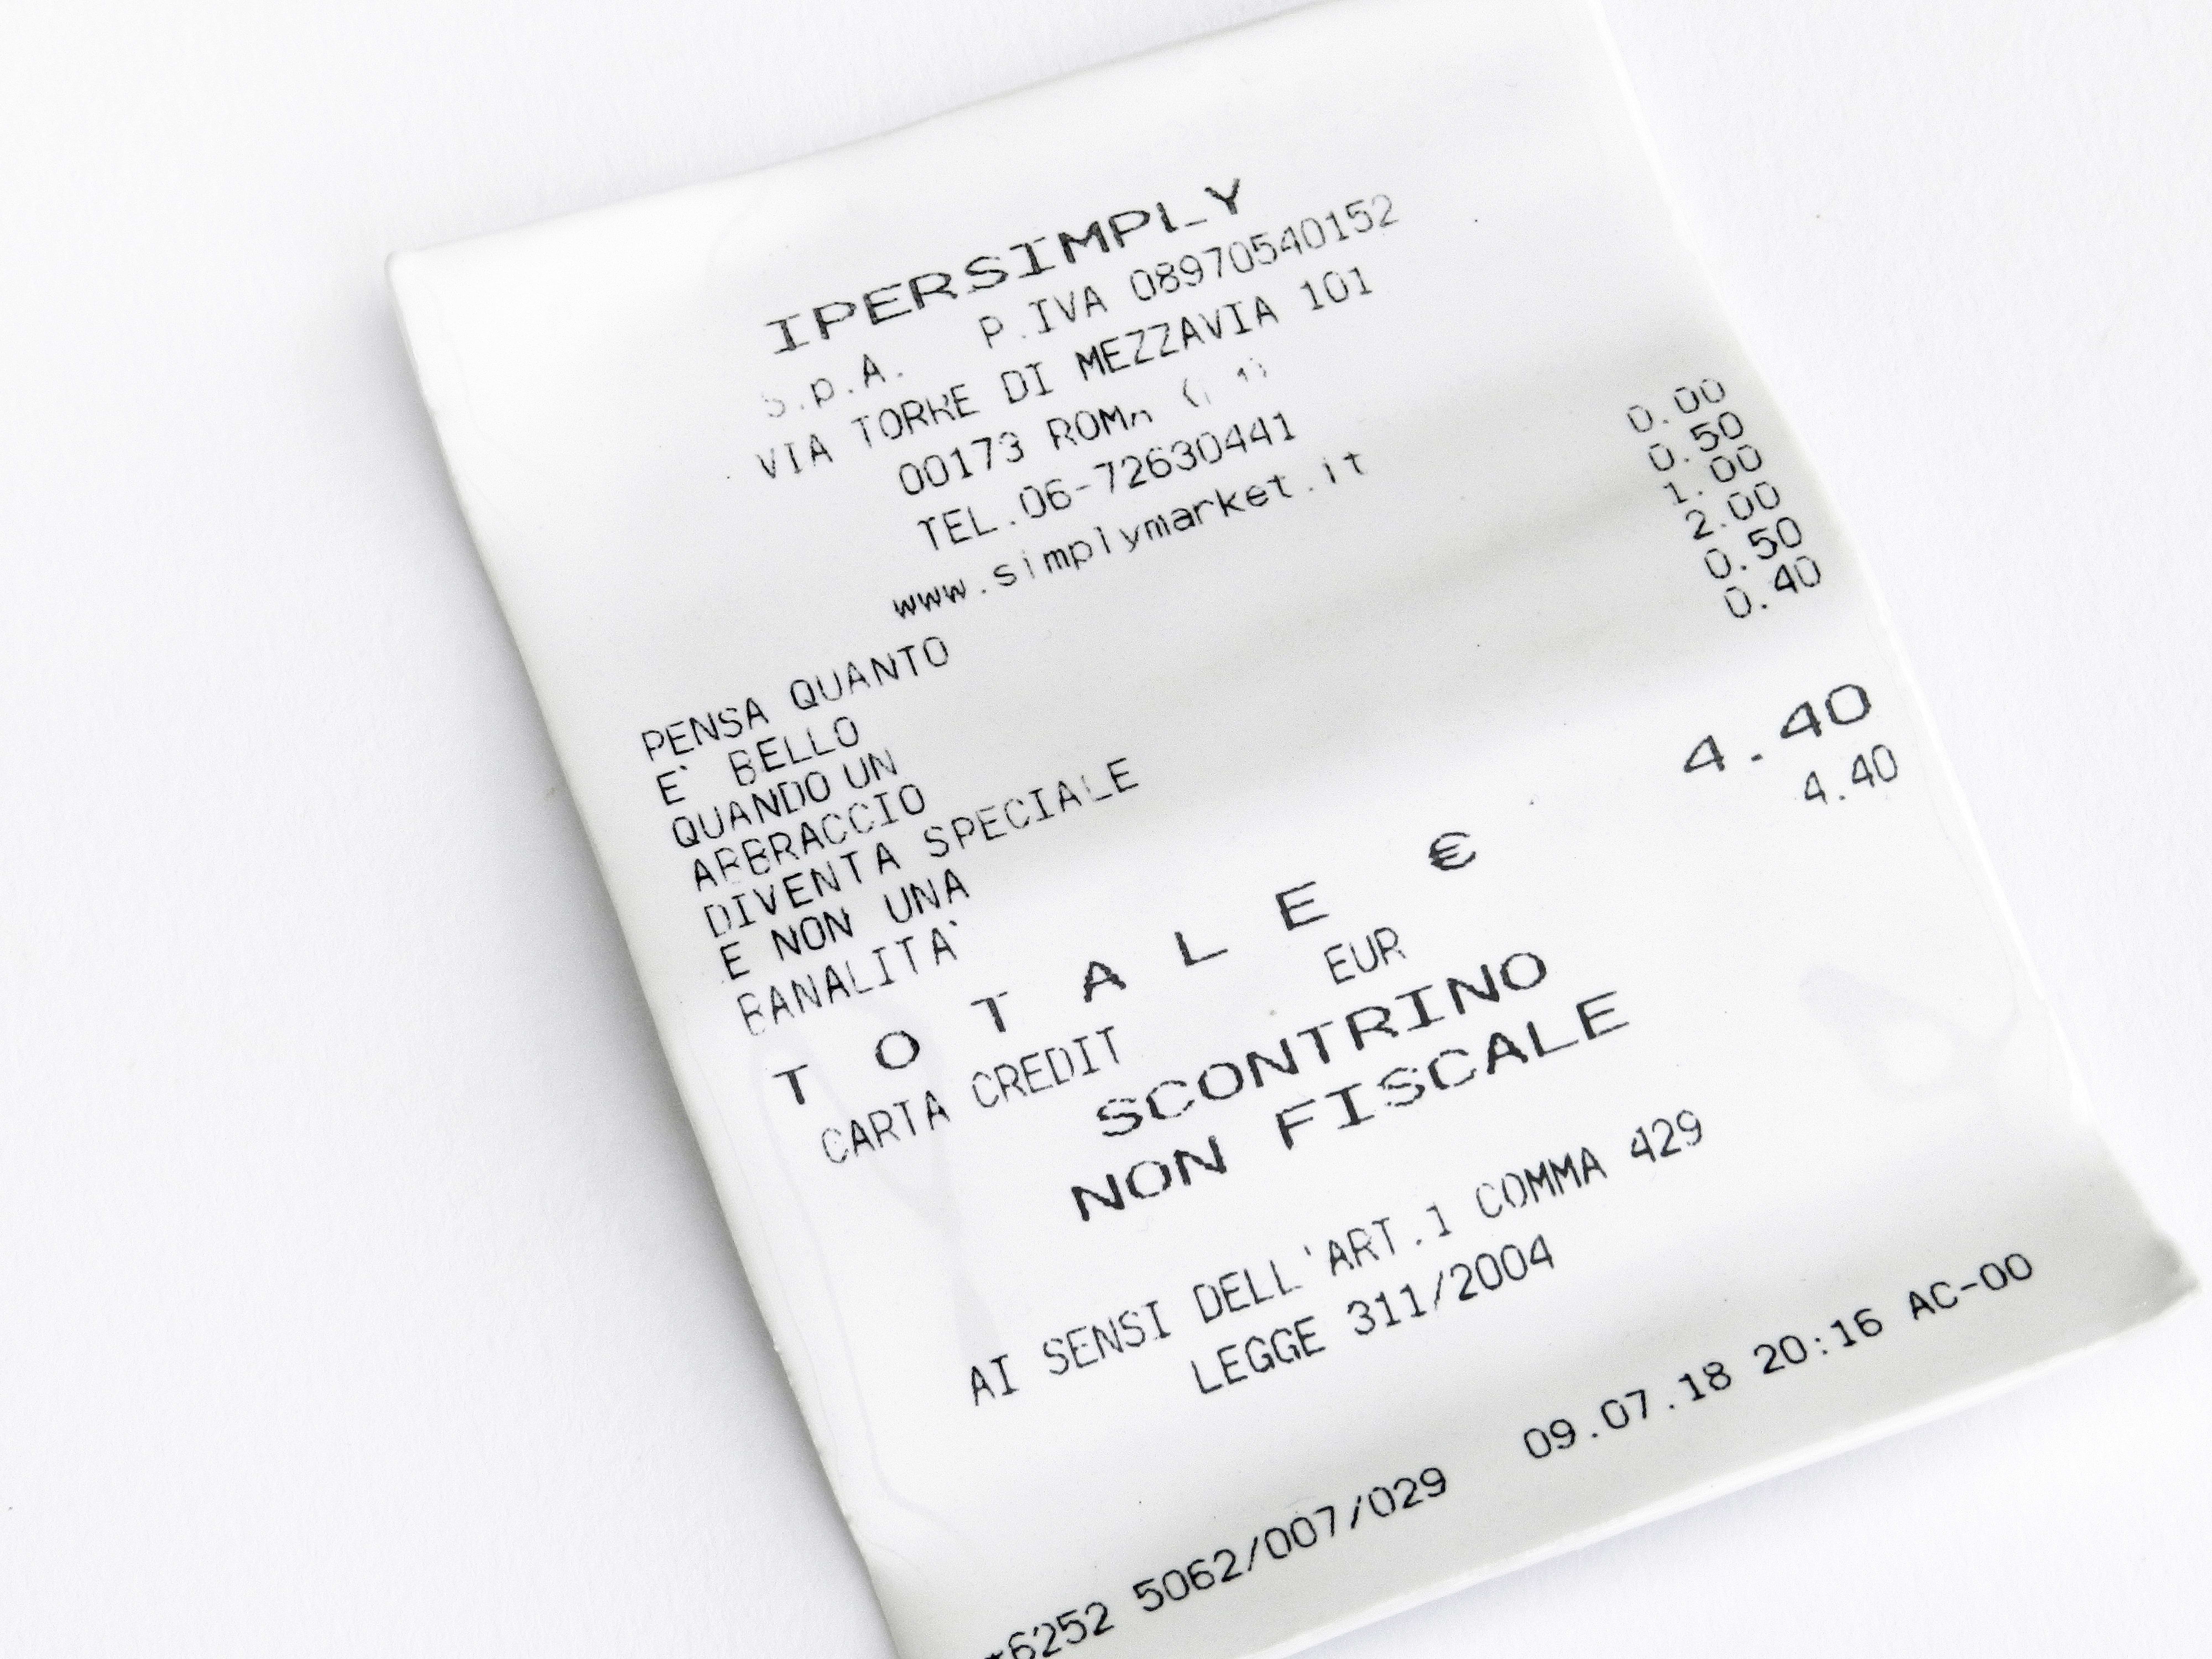 IPERSIMPLY
S.p.A. P.IVA 08970540152
VIA TORRE DI MEZZAVIA 101
00173 ROMA
TEL.06-72630441
www.simplymarket.it
PENSA QUANTO 0.00
E' BELLO 0.50
QUANDO UN 1.00
ABBRACCIO 2.00
DIVENTA SPECIALE 0.50
E NON UNA 0.40
BANALITA'
TOTALE € 4.40
CARTA CREDIT EUR 4.40
SCONTRINO
NON FISCALE
AI SENSI DELL'ART.1 COMMA 429
LEGGE 311/2004
6252 5062/007/029 09.07.18 20:16 AC-00